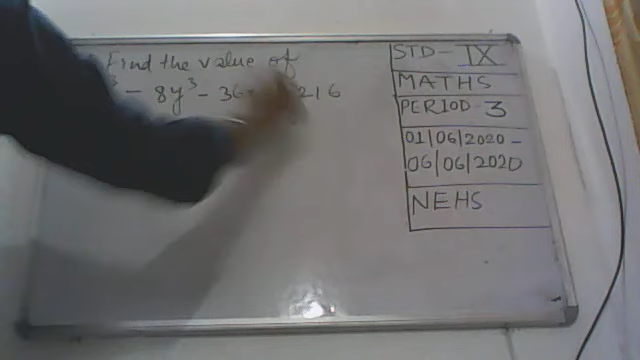 Find the value of
³ - 8y³ - 36 216
STD- IX
MATHS
PERIOD-3
01/06/2020-
06/06/2020
NEHS